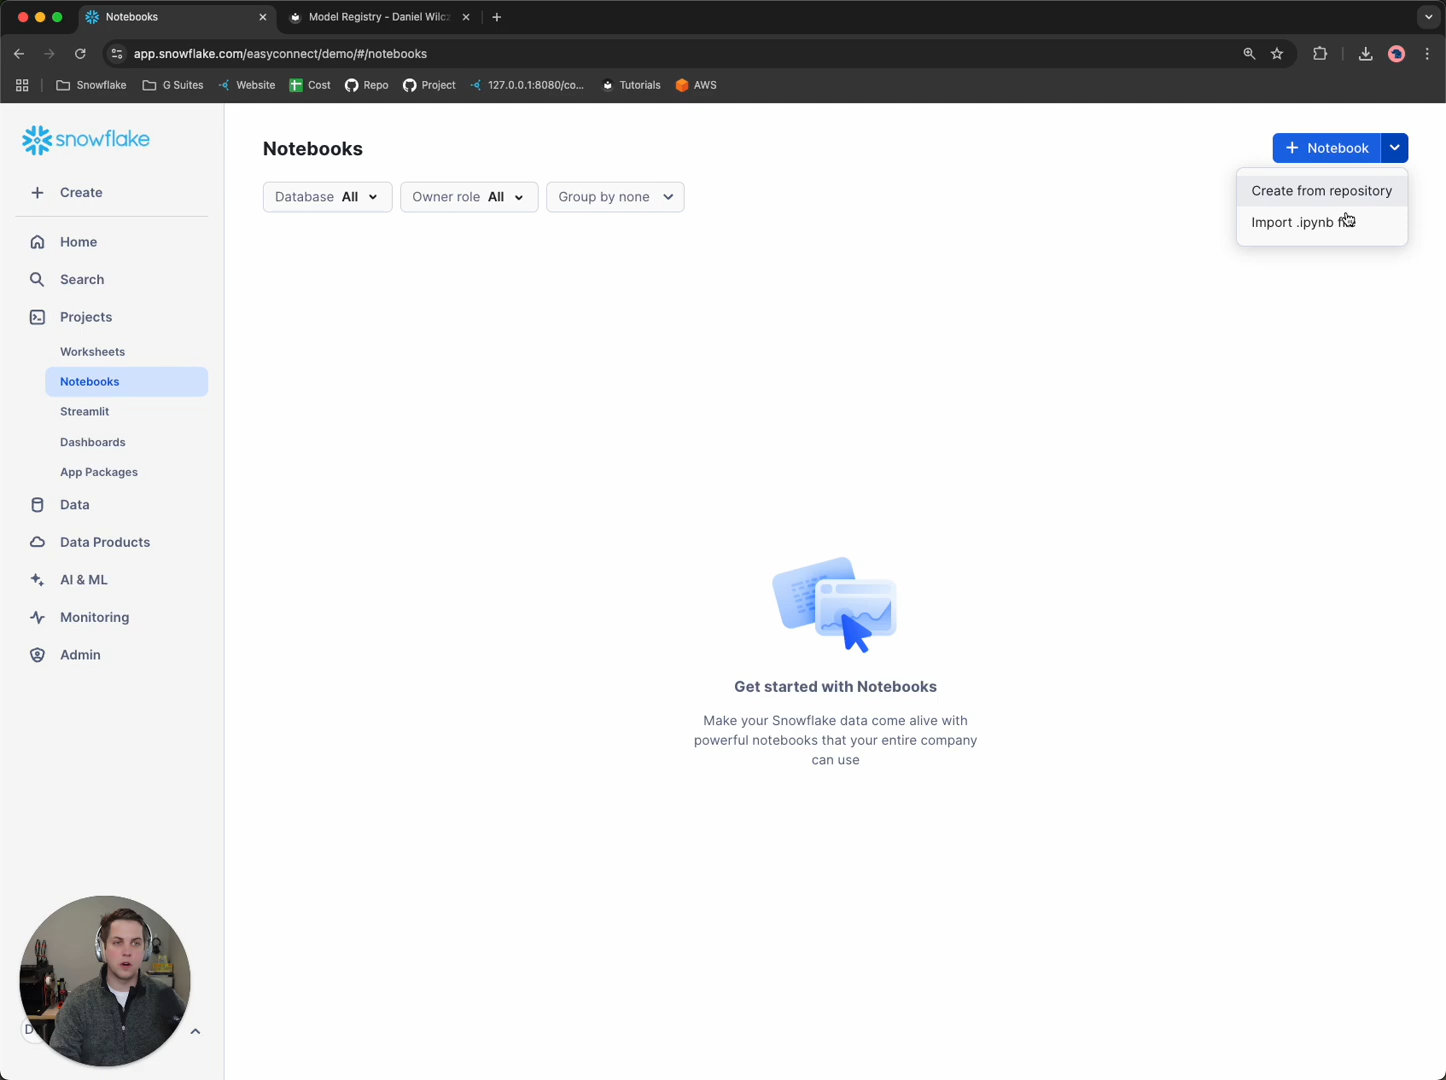 Notebooks
Model Registry - Daniel Wilcz
app.snowflake.com/easyconnect/demo/#/notebooks
Snowflake
G Suites
Website
Cost
Repo
Project
127.0.0.1:8080/co...
Tutorials
AWS
snowflake
Create
Home
Search
Projects
Worksheets
Notebooks
Streamlit
Dashboards
App Packages
Data
Data Products
AI & ML
Monitoring
Admin
D
Notebooks
Notebook
Database All
Owner role All
Group by none
Create from repository
Import .ipynb file
Get started with Notebooks
Make your Snowflake data come alive with
powerful notebooks that your entire company
can use